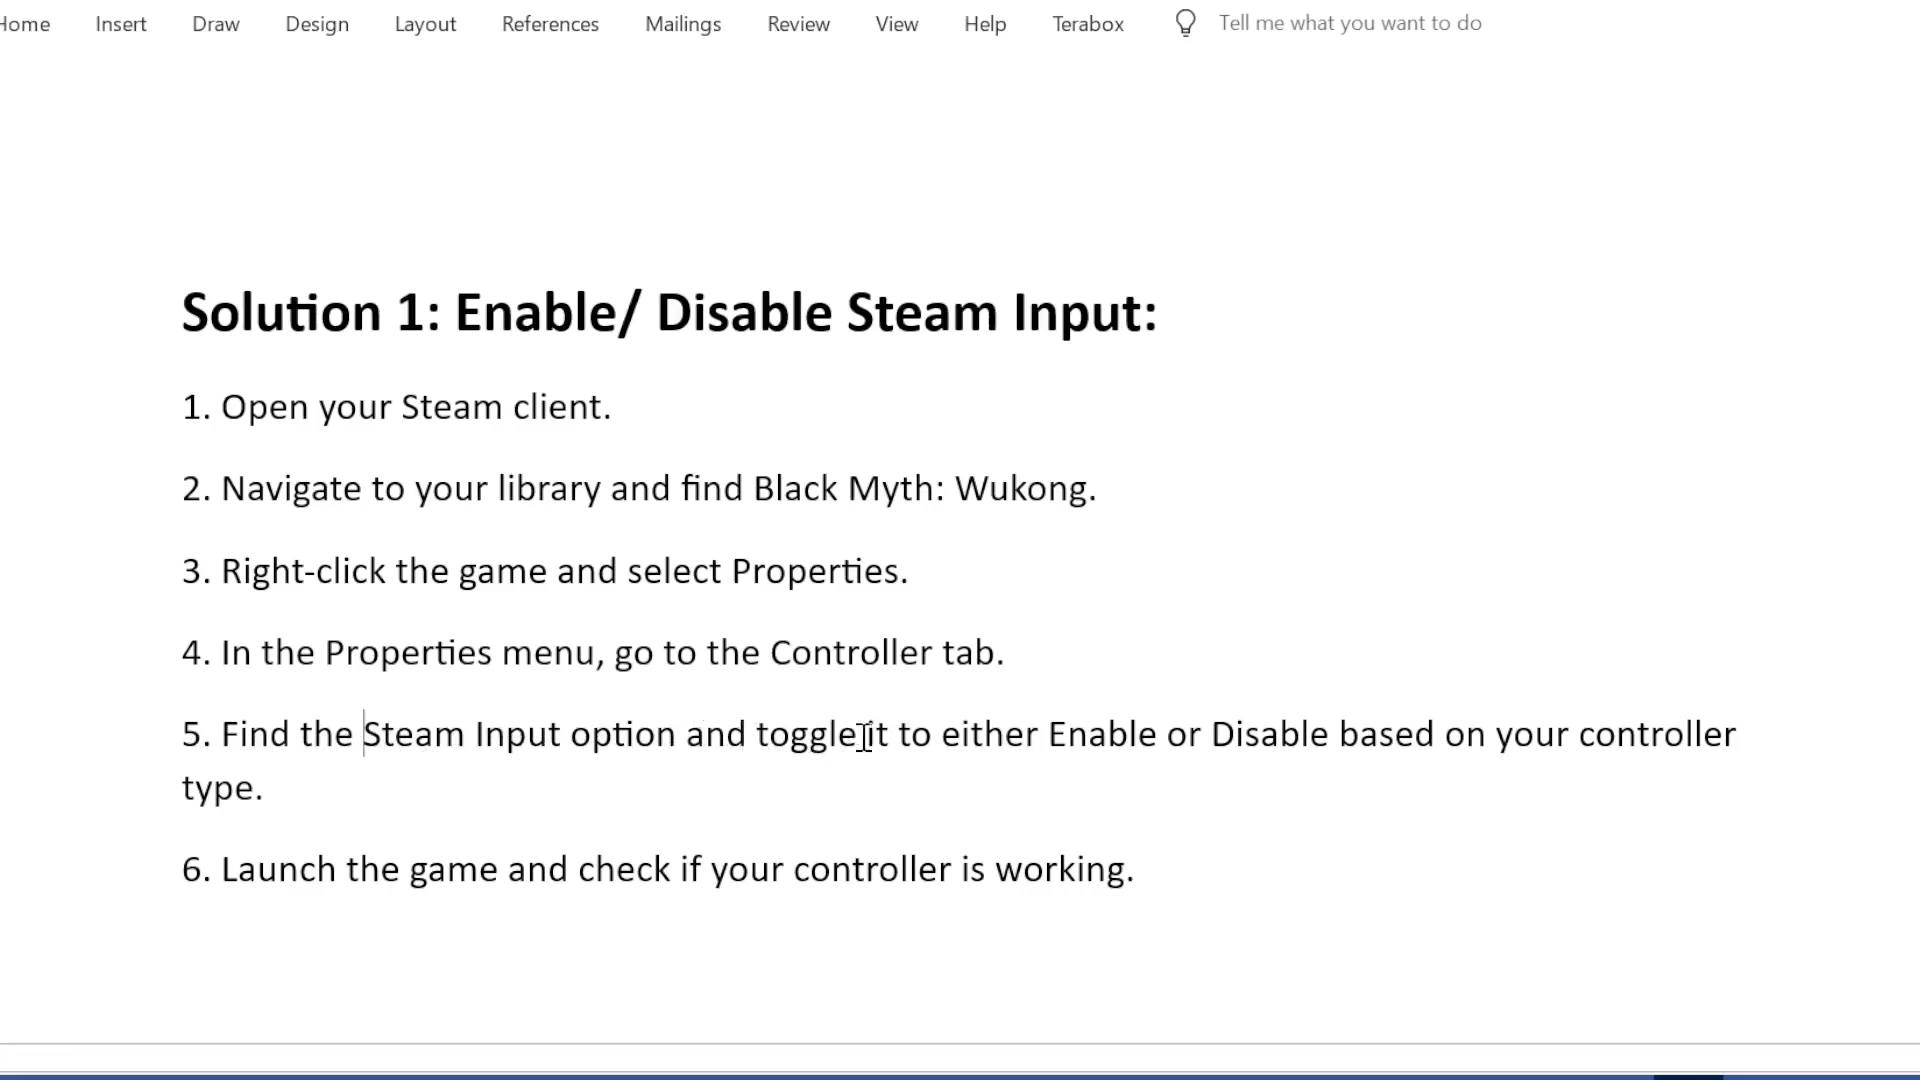 Home Insert Draw Design Layout References Mailings Review View Help Terabox Tell me what you want to do
Solution 1: Enable/ Disable Steam Input:
1. Open your Steam client.
2. Navigate to your library and find Black Myth: Wukong.
3. Right-click the game and select Properties.
4. In the Properties menu, go to the Controller tab.
5. Find the Steam Input option and toggle it to either Enable or Disable based on your controller
type.
6. Launch the game and check if your controller is working.